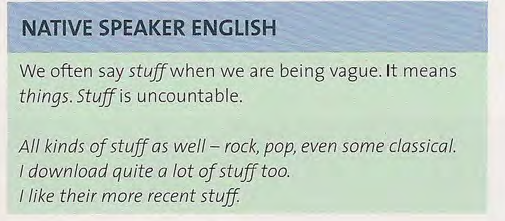 NATIVE SPEAKER ENGLISH
We often say stuff when we are being vague. It means
things. Stuff is uncountable.
All kinds of stuff as well – rock, pop, even some classical.
I download quite a lot of stuff too.
I like their more recent stuff.